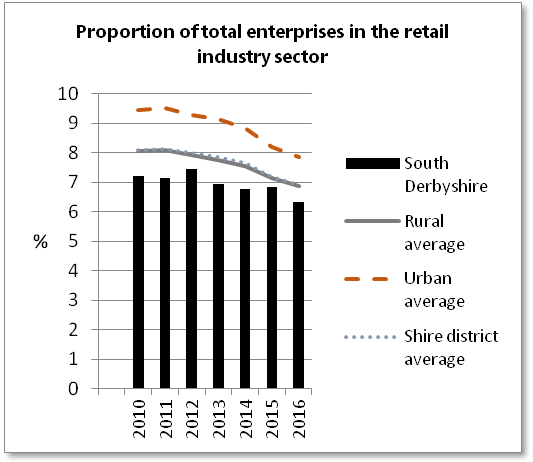 Proportion of total enterprises in the retail
industry sector
10
9
8
7
6
5
4
3
2
1
0
%
2010
2011
2012
2013
2014
2015
2016
South
Derbyshire
Rural
average
Urban
average
Shire district
average